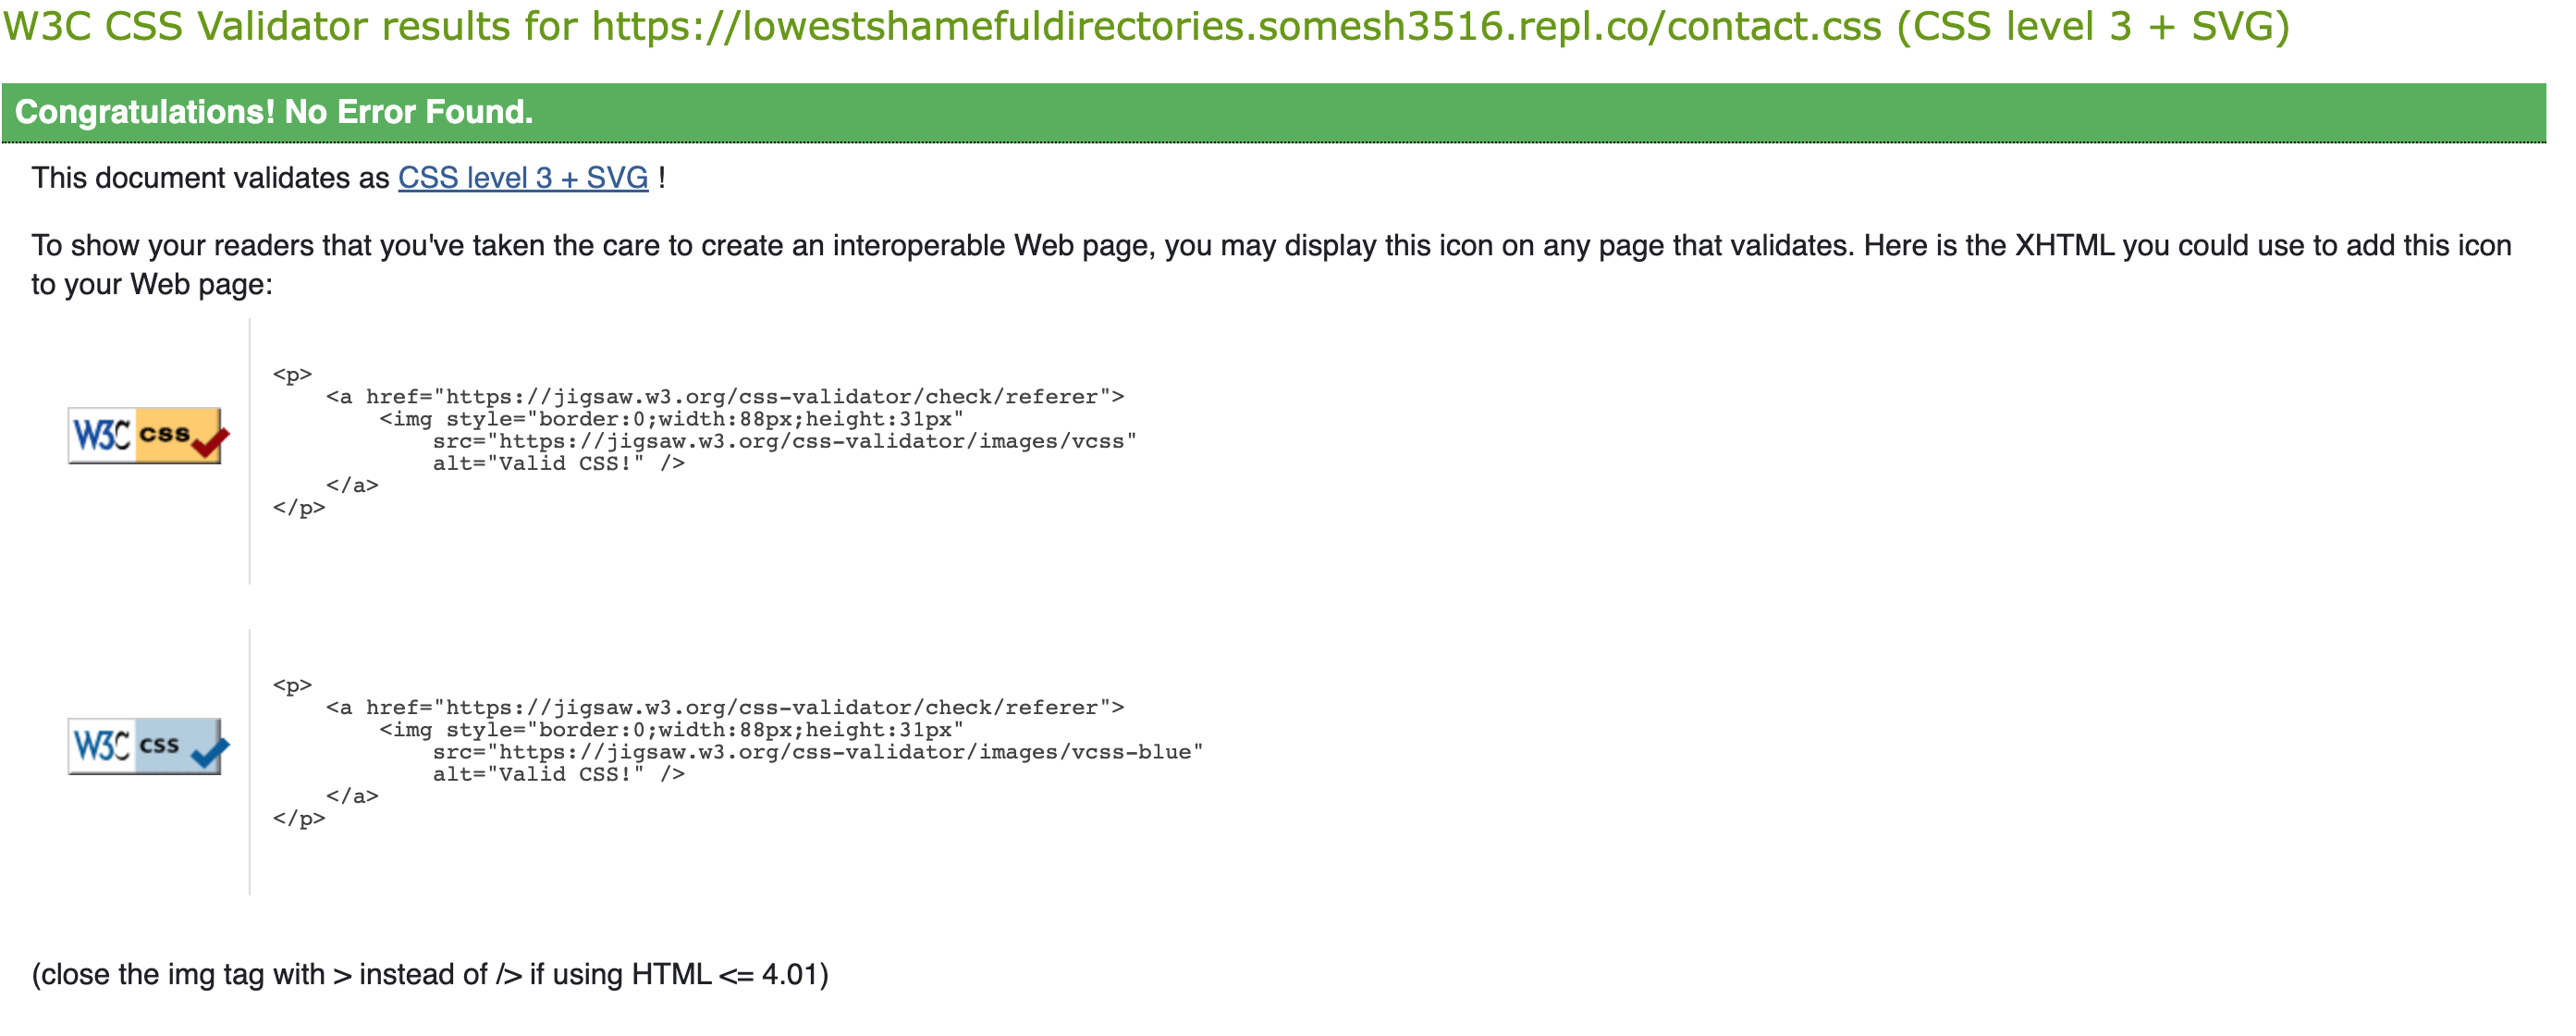 W3C CSS Validator results for https://lowestshamefuldirectories.somesh3516.repl.co/contact.css (CSS level 3 + SVG)
Congratulations! No Error Found.
This document validates as CSS level 3 + SVG !
To show your readers that you've taken the care to create an interoperable Web page, you may display this icon on any page that validates. Here is the XHTML you could use to add this icon
to your Web page:
W3C css
<p>
    <a href="https://jigsaw.w3.org/css-validator/check/referer">
        <img style="border:0;width:88px;height:31px"
            src="https://jigsaw.w3.org/css-validator/images/vcss"
            alt="Valid CSS!" />
    </a>
</p>
W3C css
<p>
    <a href="https://jigsaw.w3.org/css-validator/check/referer">
        <img style="border:0;width:88px;height:31px"
            src="https://jigsaw.w3.org/css-validator/images/vcss-blue"
            alt="Valid CSS!" />
    </a>
</p>
(close the img tag with > instead of /> if using HTML <= 4.01)